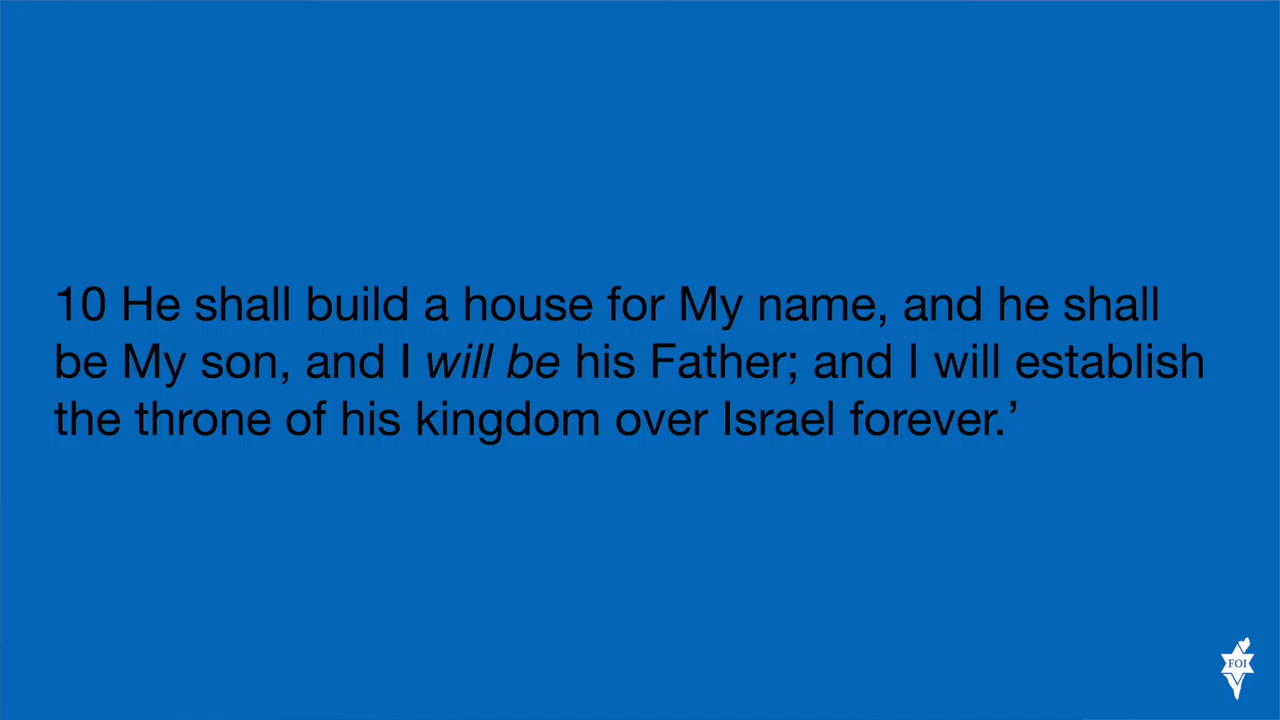 10 He shall build a house for My name, and he shall
be My son, and I will be his Father; and I will establish
the throne of his kingdom over Israel forever.’
FOI